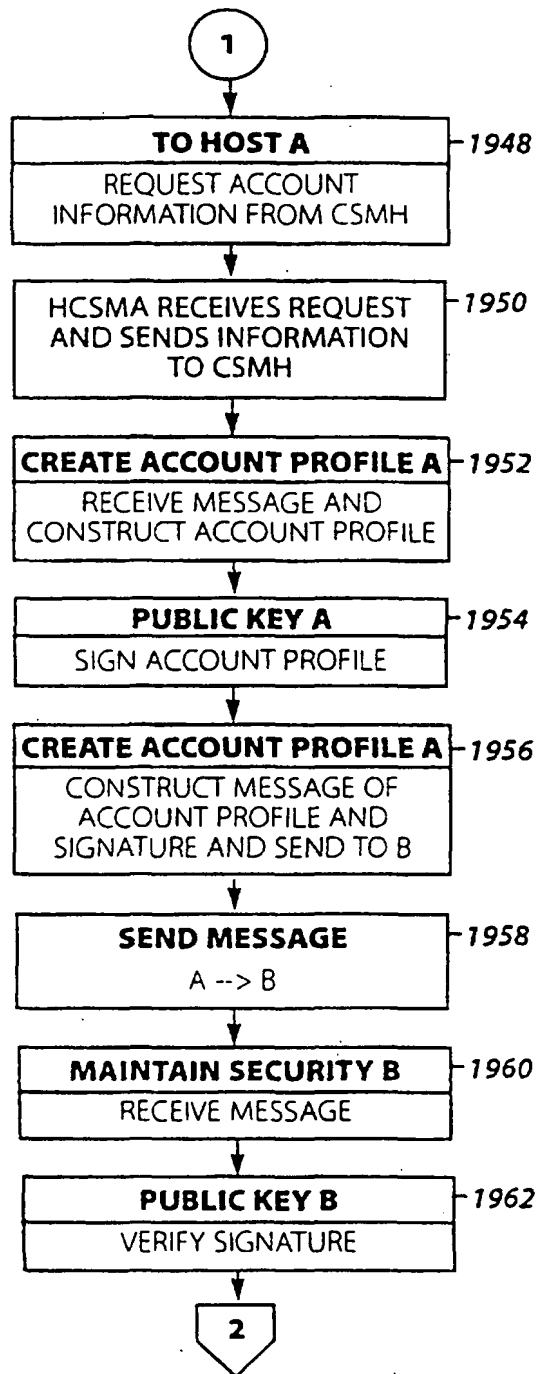 1
TO HOST A
1948
REQUEST ACCOUNT
INFORMATION FROM CSMH
HCSMA RECEIVES REQUEST
1950
AND SENDS INFORMATION
TO CSMH
CREATE ACCOUNT PROFILE A
1952
RECEIVE MESSAGE AND
CONSTRUCT ACCOUNT PROFILE
PUBLIC KEY A
1954
SIGN ACCOUNT PROFILE
CREATE ACCOUNT PROFILE A
1956
CONSTRUCT MESSAGE OF
ACCOUNT PROFILE AND
SIGNATURE AND SEND TO B
SEND MESSAGE
1958
A --> B
MAINTAIN SECURITY B
1960
RECEIVE MESSAGE
PUBLIC KEY B
1962
VERIFY SIGNATURE
2